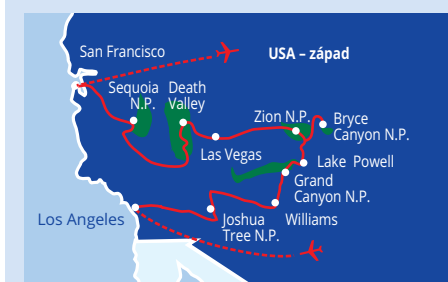 San Francisco
USA – západ
Sequoia
N.P.
Death
Valley
Zion N.P.
Bryce
Canyon N.P.
Las Vegas
Lake Powell
Grand
Canyon N.P.
Los Angeles
Joshua
Tree N.P.
Williams